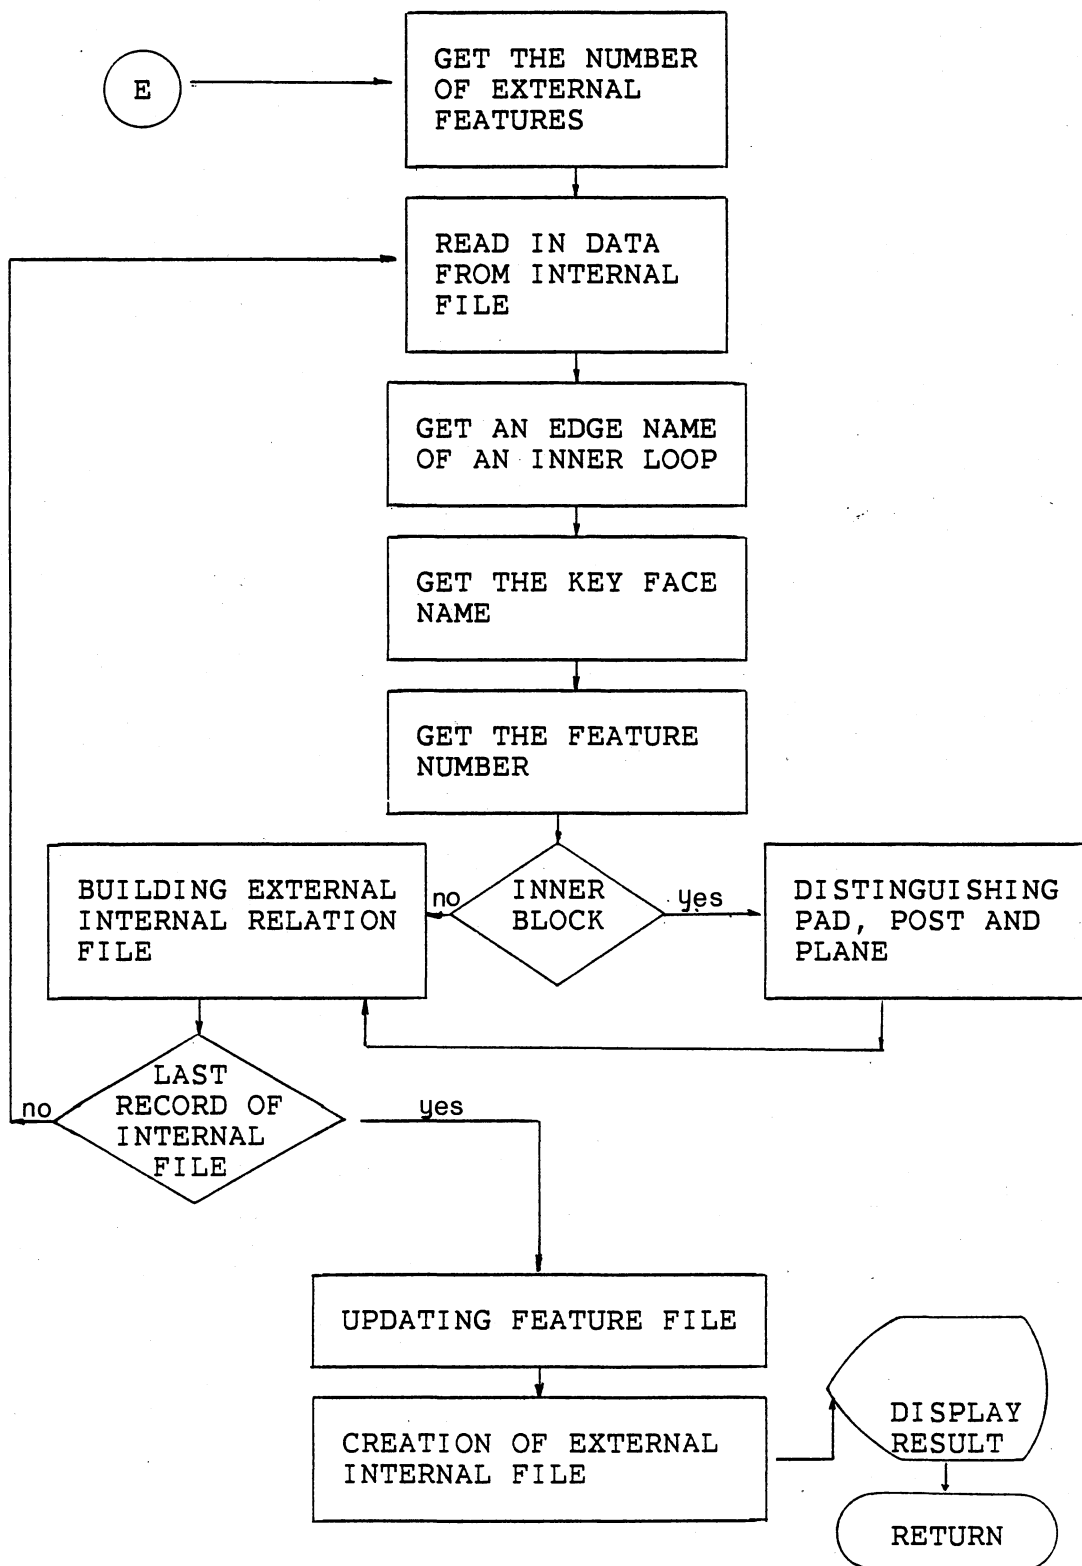 E
GET THE NUMBER
OF EXTERNAL
FEATURES
READ IN DATA
FROM INTERNAL
FILE
GET AN EDGE NAME
OF AN INNER LOOP
GET THE KEY FACE
NAME
GET THE FEATURE
NUMBER
BUILDING EXTERNAL
INTERNAL RELATION
FILE
no
INNER
BLOCK
yes
DISTINGUISHING
PAD, POST AND
PLANE
no
LAST
RECORD OF
INTERNAL
FILE
yes
UPDATING FEATURE FILE
CREATION OF EXTERNAL
INTERNAL FILE
DISPLAY
RESULT
RETURN